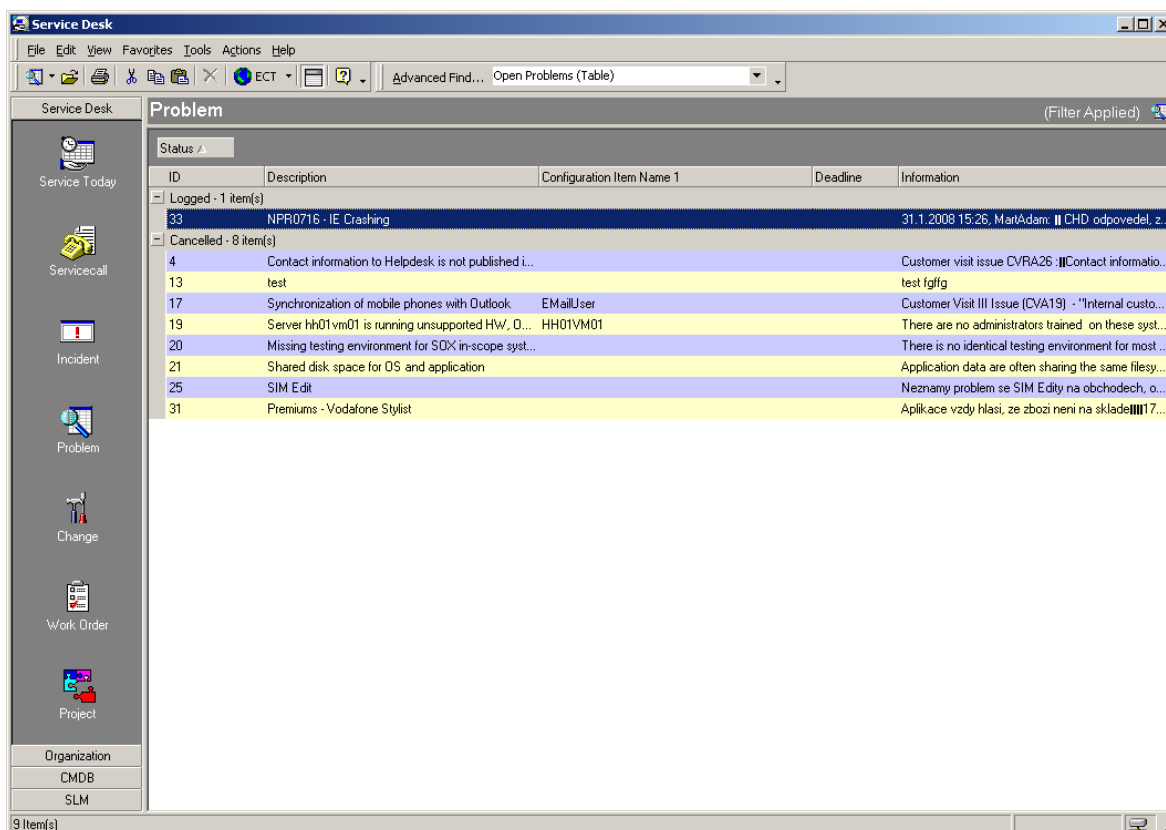 Service Desk
File Edit View Favorites Tools Actions Help
ECT Advanced Find... Open Problems (Table)
Service Desk
Problem
(Filter Applied)
Status
ID Description Configuration Item Name 1 Deadline Information
Logged - 1 item(s)
33 NPR0716 - IE Crashing 31.1.2008 15:26, MartAdam: || CHD odpovedel, z...
Cancelled - 8 item(s)
4 Contact information to Helpdesk is not published i... Customer visit issue CVRA26 :||Contact informatio...
13 test test fgffg
17 Synchronization of mobile phones with Outlook EMailUser Customer Visit III Issue (CVA19) - "Internal custo...
19 Server hh01vm01 is running unsupported HW, O... HH01VM01 There are no administrators trained on these syst...
20 Missing testing environment for SOX in-scope syst... There is no identical testing environment for most ...
21 Shared disk space for OS and application Application data are often sharing the same filesy...
25 SIM Edit Neznamy problem se SIM Edity na obchodech, o...
31 Premiums - Vodafone Stylist Aplikace vzdy hlasi, ze zbozi neni na sklade||||17...
Service Today
Servicecall
Incident
Problem
Change
Work Order
Project
Organization
CMDB
SLM
9 Item(s)